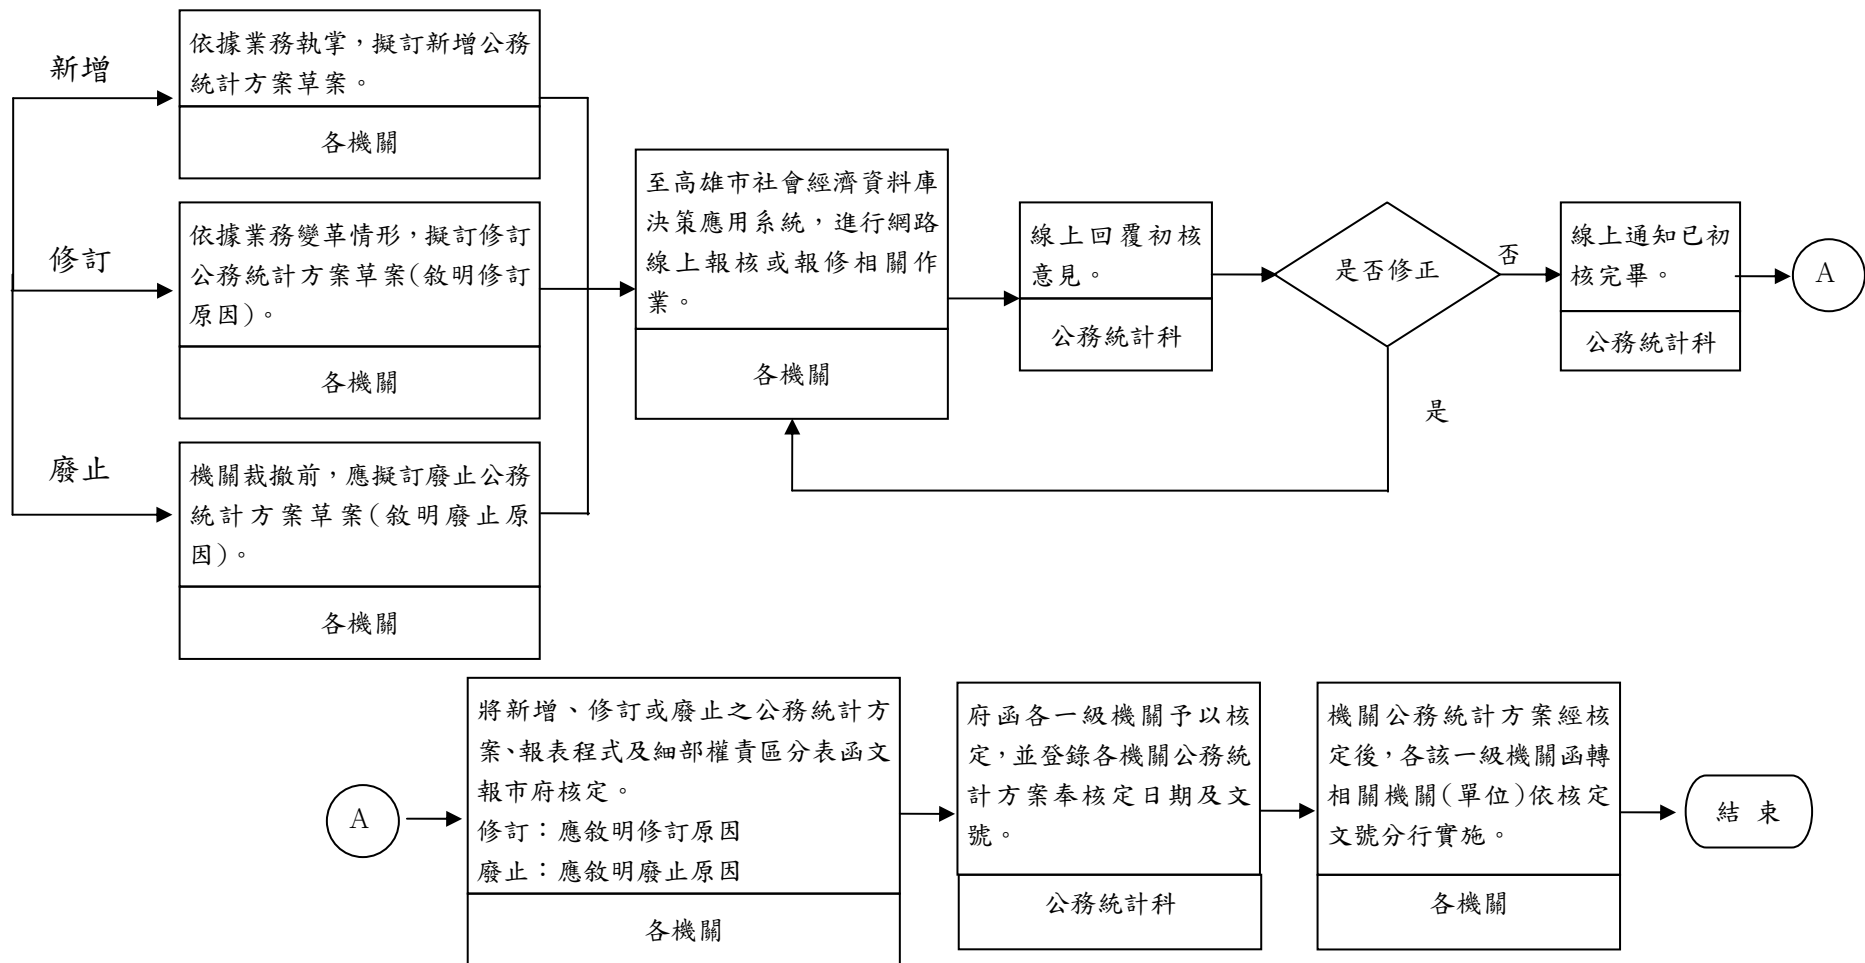 新增
依據業務執掌，擬訂新增公務
統計方案草案。
各機關
修訂
依據業務變革情形，擬訂修訂
公務統計方案草案(敘明修訂
原因)。
各機關
廢止
機關裁撤前，應擬訂廢止公務
統計方案草案(敘明廢止原
因)。
各機關
至高雄市社會經濟資料庫
決策應用系統，進行網路
線上報核或報修相關作
業。
各機關
線上回覆初核
意見。
公務統計科
是否修正
否
是
線上通知已初
核完畢。
公務統計科
A
A
將新增、修訂或廢止之公務統計方
案、報表程式及細部權責區分表函文
報市府核定。
修訂：應敘明修訂原因
廢止：應敘明廢止原因
各機關
府函各一級機關予以核
定，並登錄各機關公務統
計方案奉核定日期及文
號。
公務統計科
機關公務統計方案經核
定後，各該一級機關函轉
相關機關(單位)依核定
文號分行實施。
各機關
結 束